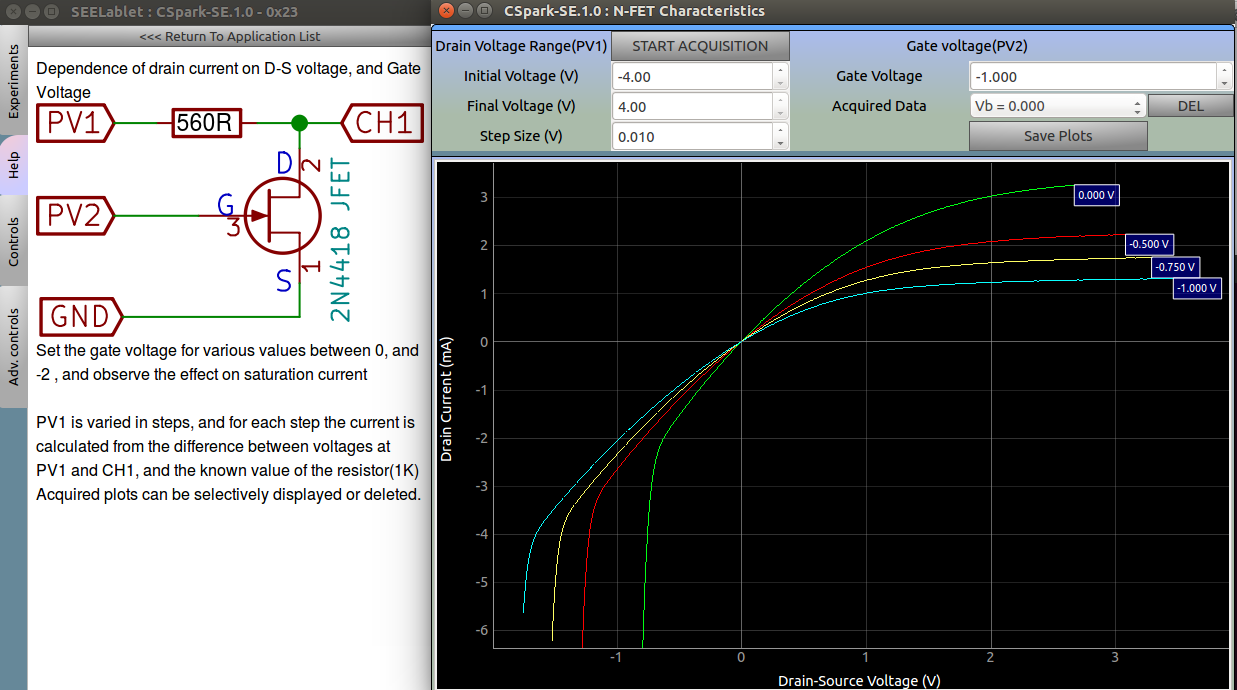 SEELablet : CSpark-SE.1.0 - 0x23
<<< Return To Application List
Experiments
Help
Controls
Adv. controls
Dependence of drain current on D-S voltage, and Gate
Voltage
PV1
560R
CH1
D
2
PV2
G
3
S
1
2N4418 JFET
GND
Set the gate voltage for various values between 0, and
-2 , and observe the effect on saturation current
PV1 is varied in steps, and for each step the current is
calculated from the difference between voltages at
PV1 and CH1, and the known value of the resistor(1K)
Acquired plots can be selectively displayed or deleted.
CSpark-SE.1.0 : N-FET Characteristics
Drain Voltage Range(PV1)
START ACQUISITION
Gate voltage(PV2)
Initial Voltage (V)
-4.00
Gate Voltage
-1.000
Final Voltage (V)
4.00
Acquired Data
Vb = 0.000
DEL
Step Size (V)
0.010
Save Plots
Drain Current (mA)
3
2
1
0
-1
-2
-3
-4
-5
-6
0.000 V
-0.500 V
-0.750 V
-1.000 V
-1
0
1
2
3
Drain-Source Voltage (V)